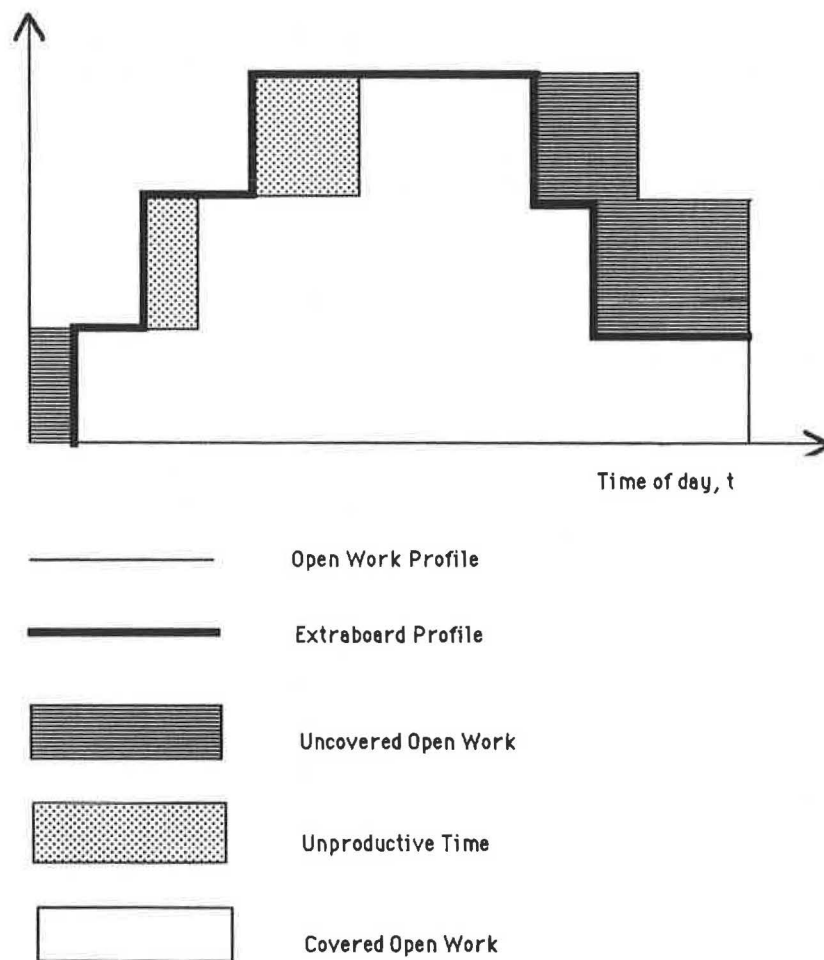 Time of day, t
Open Work Profile
Extraboard Profile
Uncovered Open Work
Unproductive Time
Covered Open Work